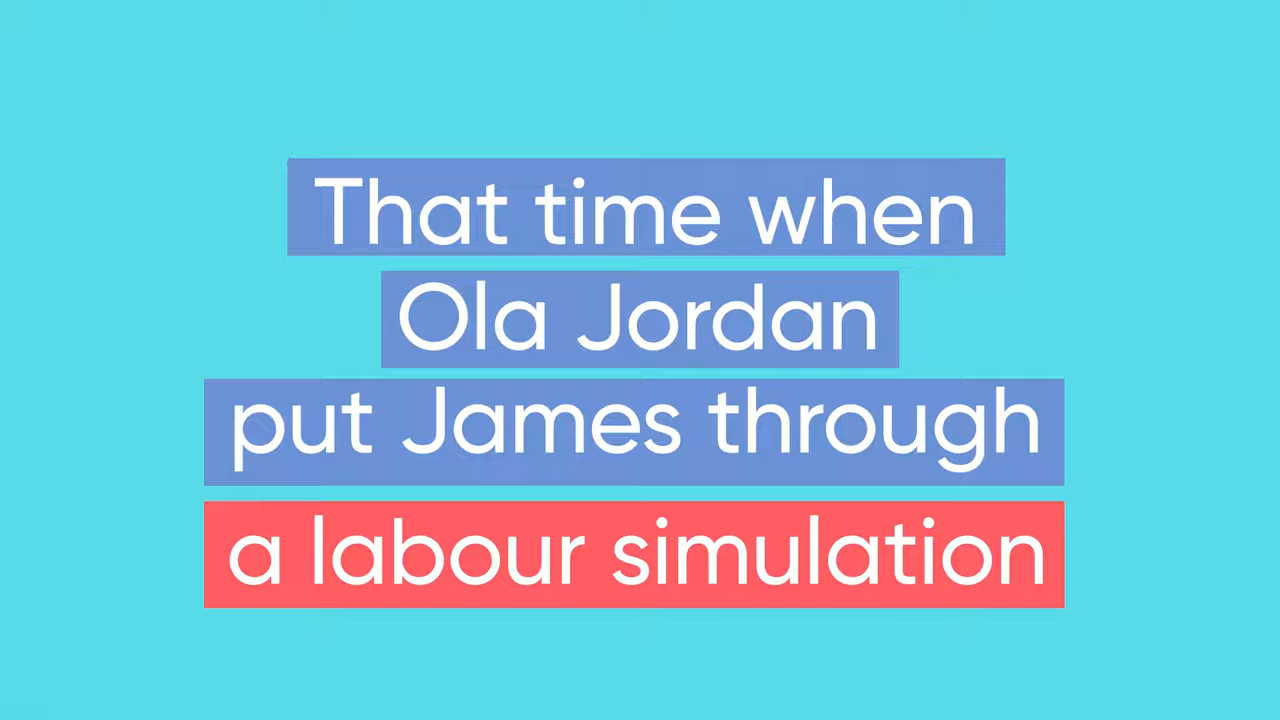 That time when
Ola Jordan
put James through
a labour simulation